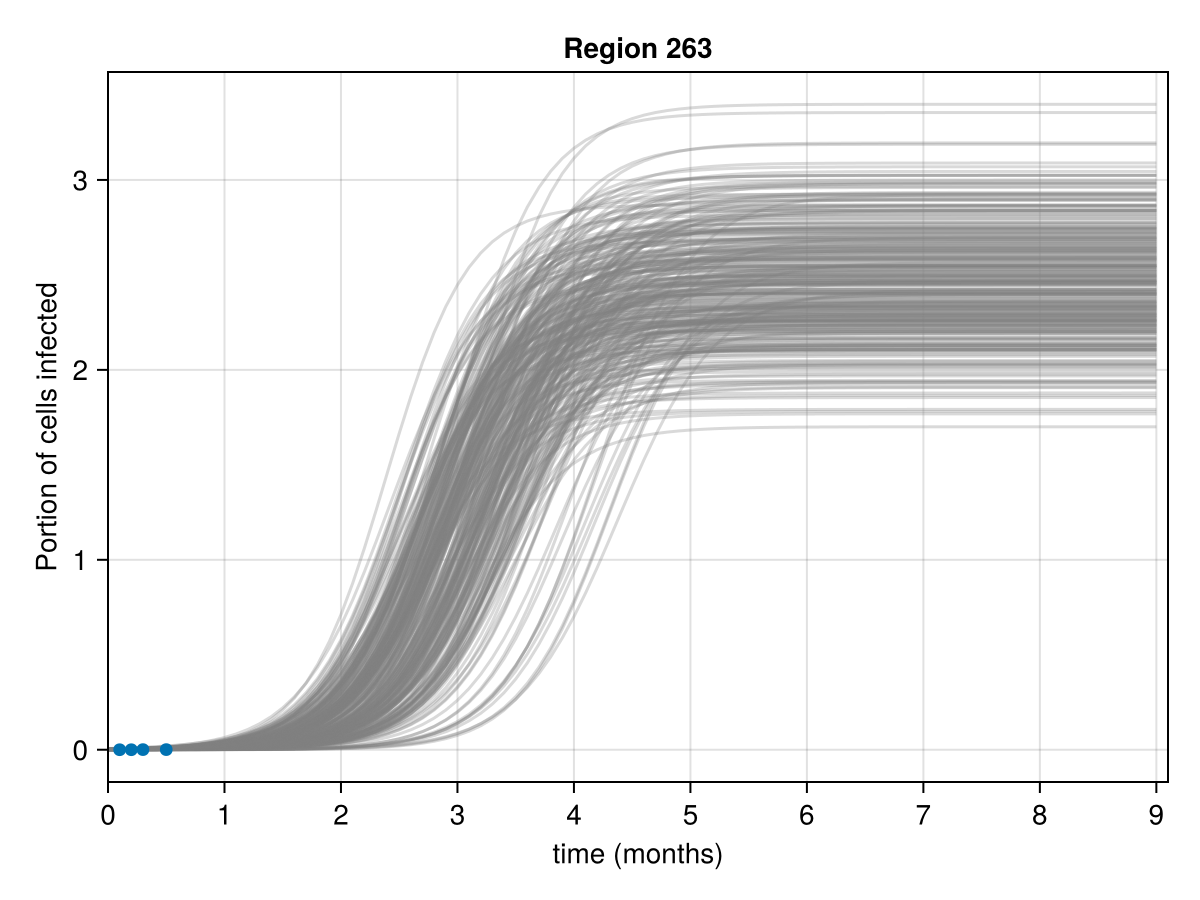 Region 263
Portion of cells infected
3
2
1
0
0 1 2 3 4 5 6 7 8 9
time (months)